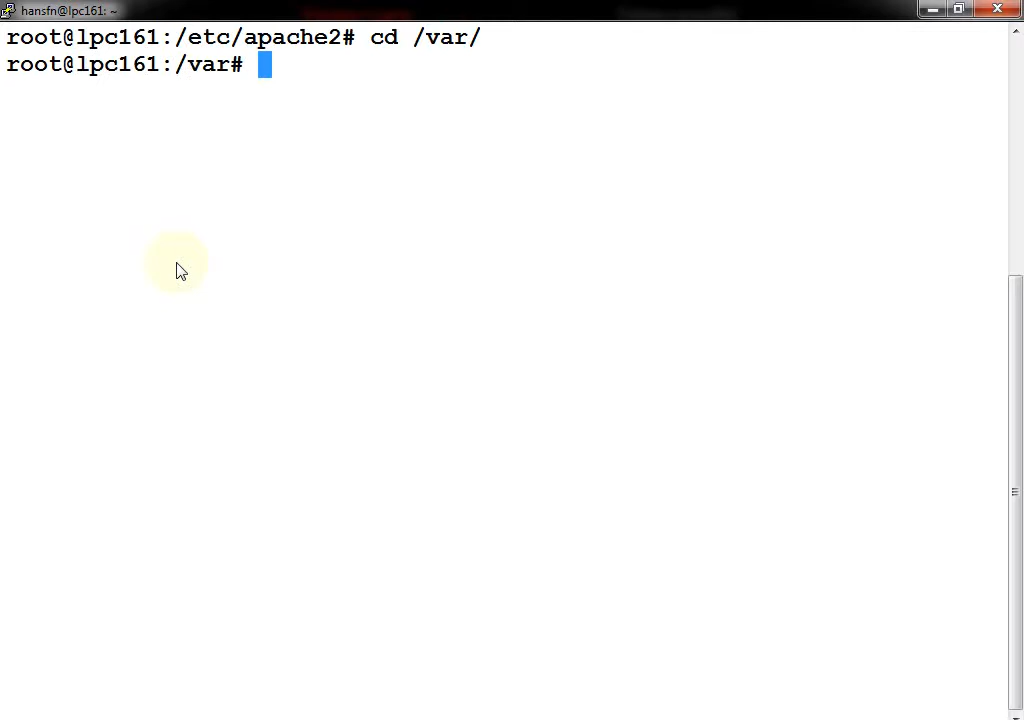 hansfn@lpc161: ~
root@lpc161:/etc/apache2# cd /var/
root@lpc161:/var#